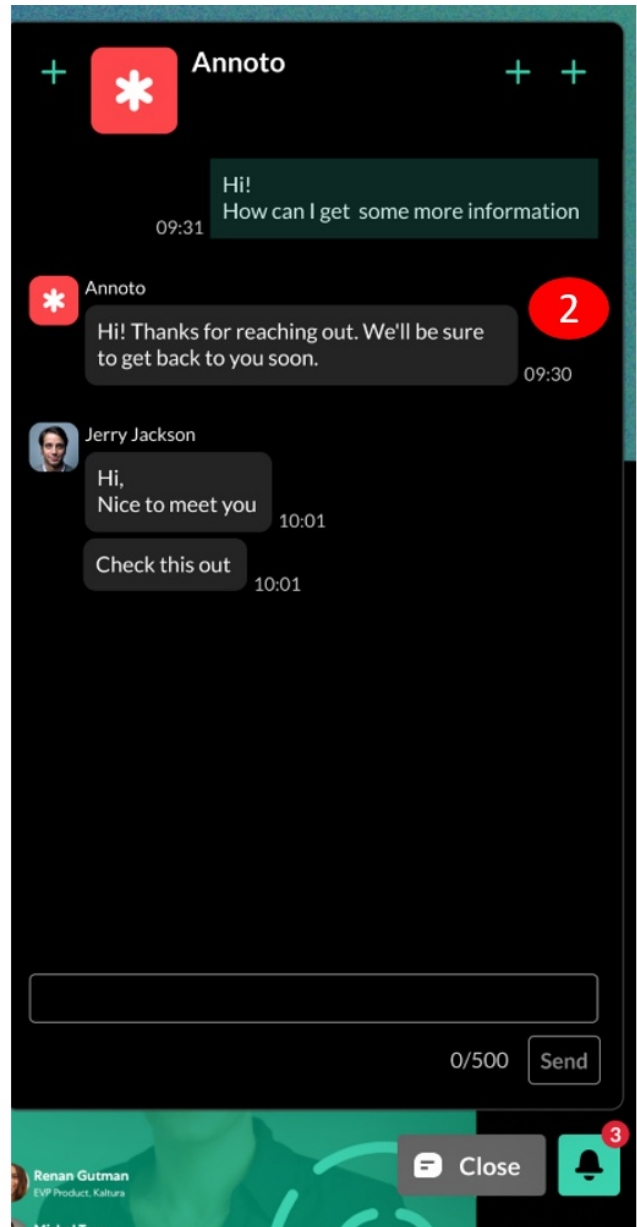 Annoto
Hi!
How can I get some more information
09:31
Annoto
2
Hi! Thanks for reaching out. We'll be sure
to get back to you soon.
09:30
Jerry Jackson
Hi,
Nice to meet you
10:01
Check this out
10:01
0/500
Send
3
Close
Renan Gutman
EVP Product, Kaltura